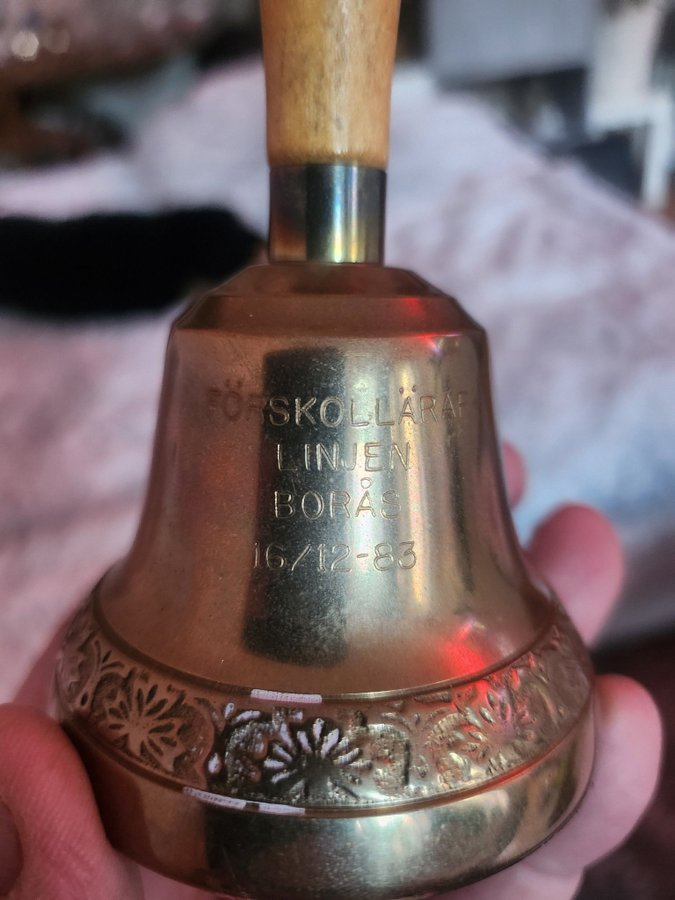 FÖRSKOLLÄRAR
LINJEN
BORÅS
16/12-83